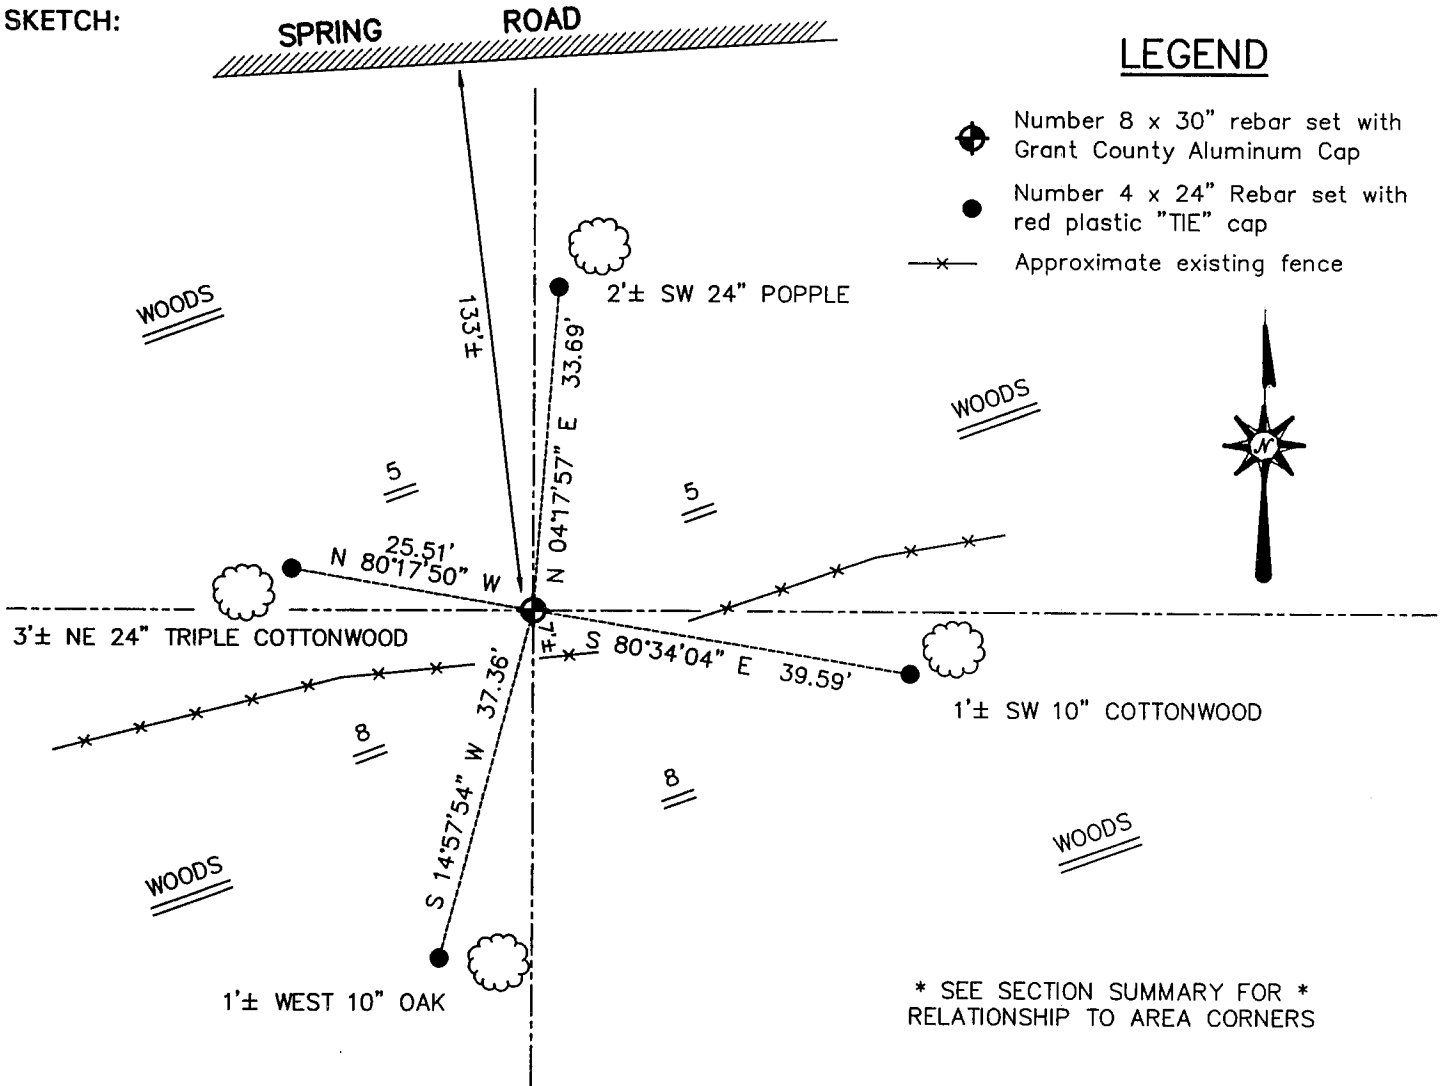 SKETCH:
SPRING ROAD
LEGEND
Number 8 x 30" rebar set with
Grant County Aluminum Cap
Number 4 x 24" Rebar set with
red plastic "TIE" cap
Approximate existing fence
WOODS
133'±
2'± SW 24" POPPLE
N 04°17'57" E 33.69'
WOODS
N
5
5
25.51'
N 80°17'50" W
3'± NE 24" TRIPLE COTTONWOOD
7'±
S 80°34'04" E 39.59'
1'± SW 10" COTTONWOOD
S 14°57'54" W 37.36'
8
8
WOODS
WOODS
1'± WEST 10" OAK
* SEE SECTION SUMMARY FOR *
RELATIONSHIP TO AREA CORNERS